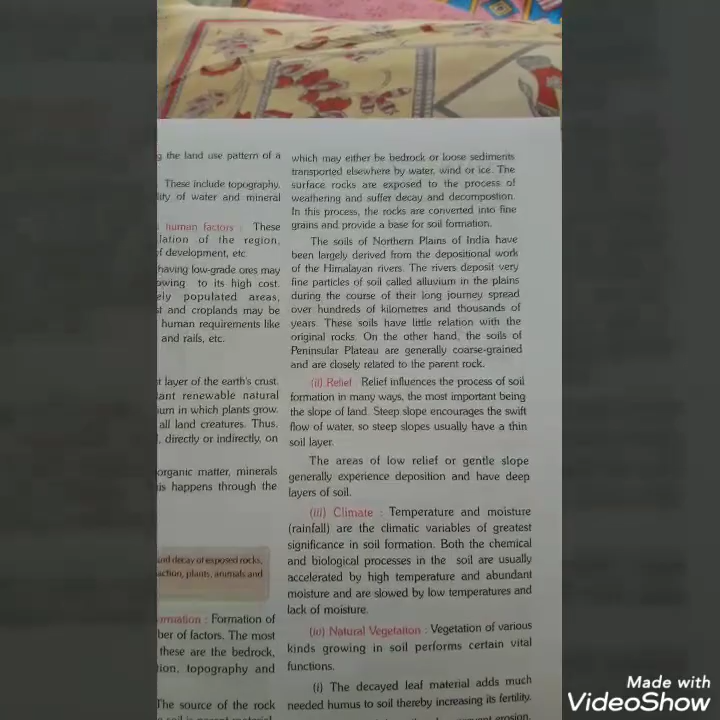 g the land use pattern of a
These include topography,
lity of water and mineral
human factors : These
lation of the region,
f development, etc
having low-grade ores may
owing to its high cost.
ely populated areas,
t and croplands may be
human requirements like
and rails, etc.
t layer of the earth's crust.
ant renewable natural
um in which plants grow.
all land creatures. Thus,
, directly or indirectly, on
organic matter, minerals
is happens through the
and decay of exposed rocks,
action, plants, animals and
ormation : Formation of
ber of factors. The most
these are the bedrock,
tion, topography and
The source of the rock
which may either be bedrock or loose sediments
transported elsewhere by water, wind or ice. The
surface rocks are exposed to the process of
weathering and suffer decay and decompostion.
In this process, the rocks are converted into fine
grains and provide a base for soil formation.
The soils of Northern Plains of India have
been largely derived from the depositional work
of the Himalayan rivers. The rivers deposit very
fine particles of soil called alluvium in the plains
during the course of their long journey spread
over hundreds of kilometres and thousands of
years. These soils have little relation with the
original rocks. On the other hand, the soils of
Peninsular Plateau are generally coarse-grained
and are closely related to the parent rock.
(ii) Relief : Relief influences the process of soil
formation in many ways, the most important being
the slope of land. Steep slope encourages the swift
flow of water, so steep slopes usually have a thin
soil layer.
The areas of low relief or gentle slope
generally experience deposition and have deep
layers of soil.
(iii) Climate : Temperature and moisture
(rainfall) are the climatic variables of greatest
significance in soil formation. Both the chemical
and biological processes in the soil are usually
accelerated by high temperature and abundant
moisture and are slowed by low temperatures and
lack of moisture.
(iv) Natural Vegetation : Vegetation of various
kinds growing in soil performs certain vital
functions.
(i) The decayed leaf material adds much
needed humus to soil thereby increasing its fertility.
Made with
VideoShow